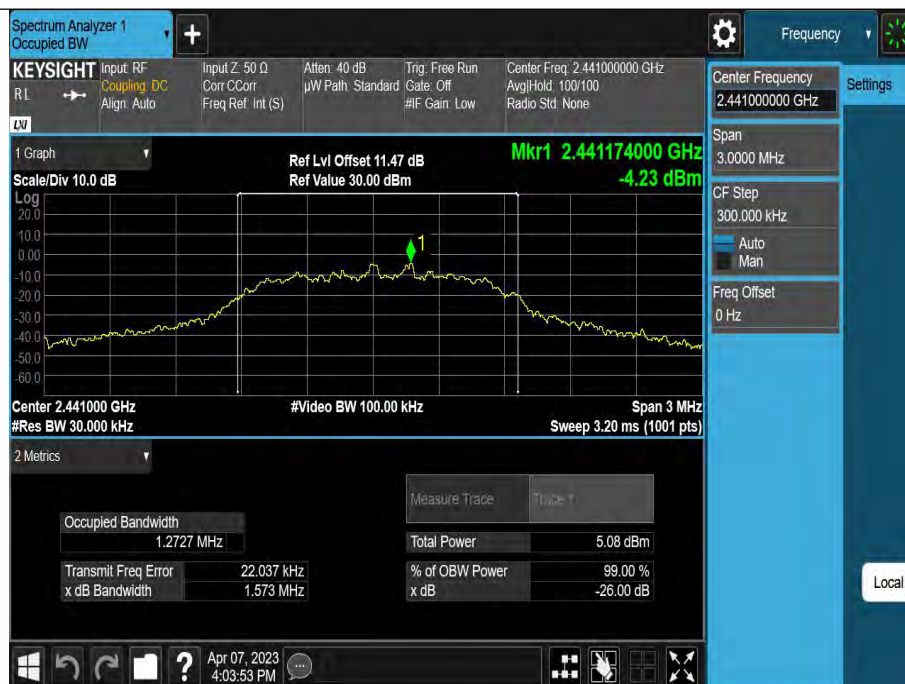 Spectrum Analyzer 1
Occupied BW
+
Frequency
KEYSIGHT
RL
LXI
Input: RF
Coupling: DC
Align: Auto
Input Z: 50 Ω
Corr CCorr
Freq Ref: Int (S)
Atten: 40 dB
µW Path: Standard
Trig: Free Run
Gate: Off
#IF Gain: Low
Center Freq: 2.441000000 GHz
Avg|Hold: 100/100
Radio Std: None
Center Frequency
2.441000000 GHz
Settings
Span
3.0000 MHz
CF Step
300.000 kHz
Auto
Man
Freq Offset
0 Hz
1 Graph
Scale/Div 10.0 dB
Ref Lvl Offset 11.47 dB
Ref Value 30.00 dBm
Mkr1 2.441174000 GHz
-4.23 dBm
Log
20.0
10.0
0.00
-10.0
-20.0
-30.0
-40.0
-50.0
-60.0
1
Center 2.441000 GHz
#Res BW 30.000 kHz
#Video BW 100.00 kHz
Span 3 MHz
Sweep 3.20 ms (1001 pts)
2 Metrics
Measure Trace
Trace 1
Occupied Bandwidth
1.2727 MHz
Total Power
5.08 dBm
Transmit Freq Error
22.037 kHz
% of OBW Power
99.00 %
x dB Bandwidth
1.573 MHz
x dB
-26.00 dB
Local
?
Apr 07, 2023
4:03:53 PM